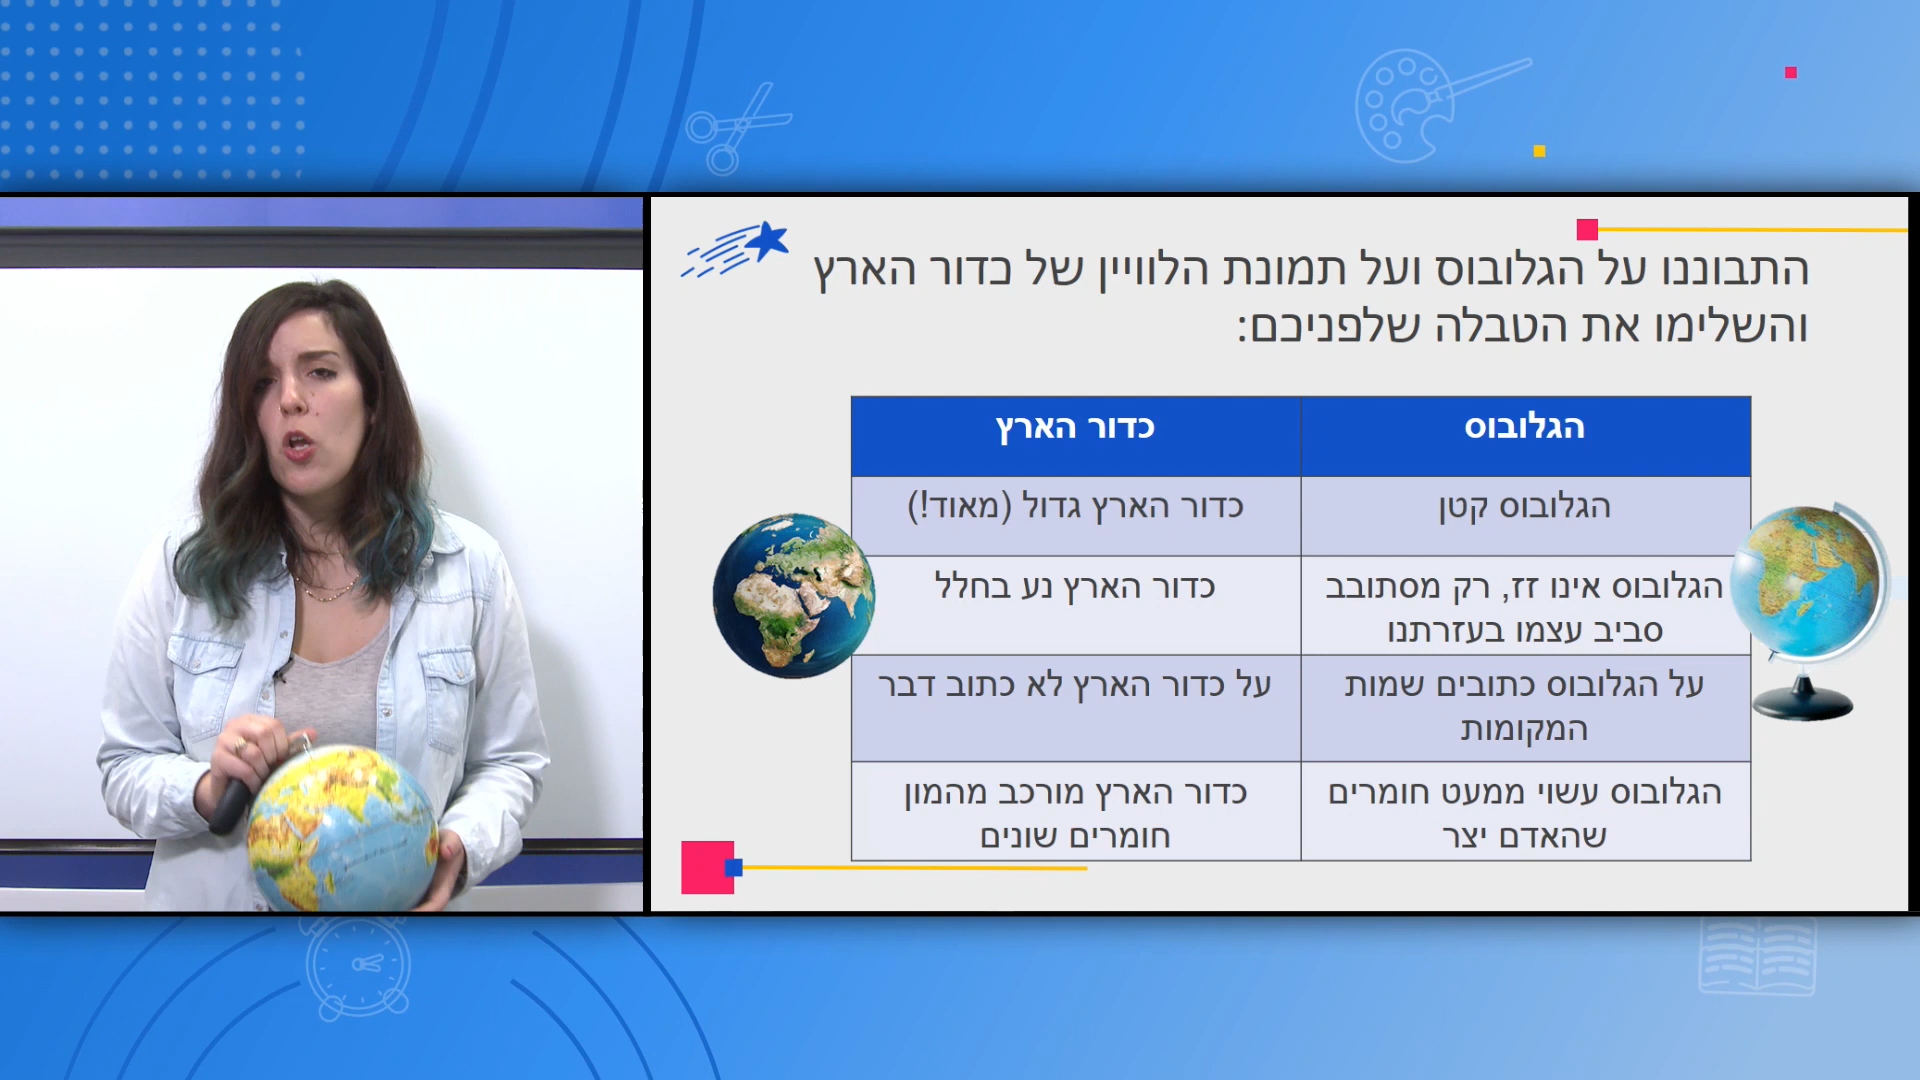 התבוננו על הגלובוס ועל תמונת הלוויין של כדור הארץ
והשלימו את הטבלה שלפניכם:
הגלובוס
כדור הארץ
הגלובוס קטן
כדור הארץ גדול (מאוד!)
הגלובוס אינו זז, רק מסתובב
סביב עצמו בעזרתנו
כדור הארץ נע בחלל
על הגלובוס כתובים שמות
המקומות
על כדור הארץ לא כתוב דבר
הגלובוס עשוי ממעט חומרים
שהאדם יצר
כדור הארץ מורכב מהמון
חומרים שונים